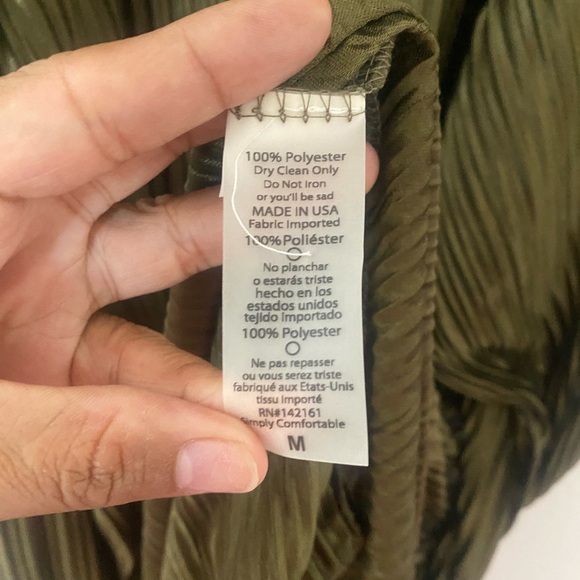 100% Polyester
Dry Clean Only
Do Not Iron
or you'll be sad
MADE IN USA
Fabric Imported
100%Poliéster
No planchar
o estarás triste
hecho en los
estados unidos
tejido Importado
100% Polyester
Ne pas repasser
ou vous serez triste
fabriqué aux Etats-Unis
tissu importé
RN#142161
Simply Comfortable
M